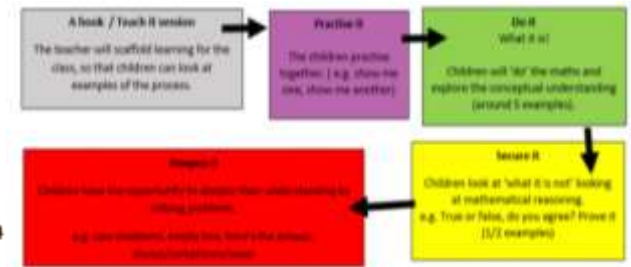 A hook / Teach it session
The teacher will scaffold learning for the
class, so that children can look at
examples of the process.
Practise it
The children practise
together. ( e.g. show me
one, show me another)
Do it
What it is!
Children will 'do' the maths and
explore the conceptual understanding
(around 5 examples).
Secure it
Children look at 'what it is not' looking
at mathematical reasoning.
e.g. True or false, do you agree? Prove it
(1/2 examples)
Children have the opportunity to deepen their understanding by
solving problems.